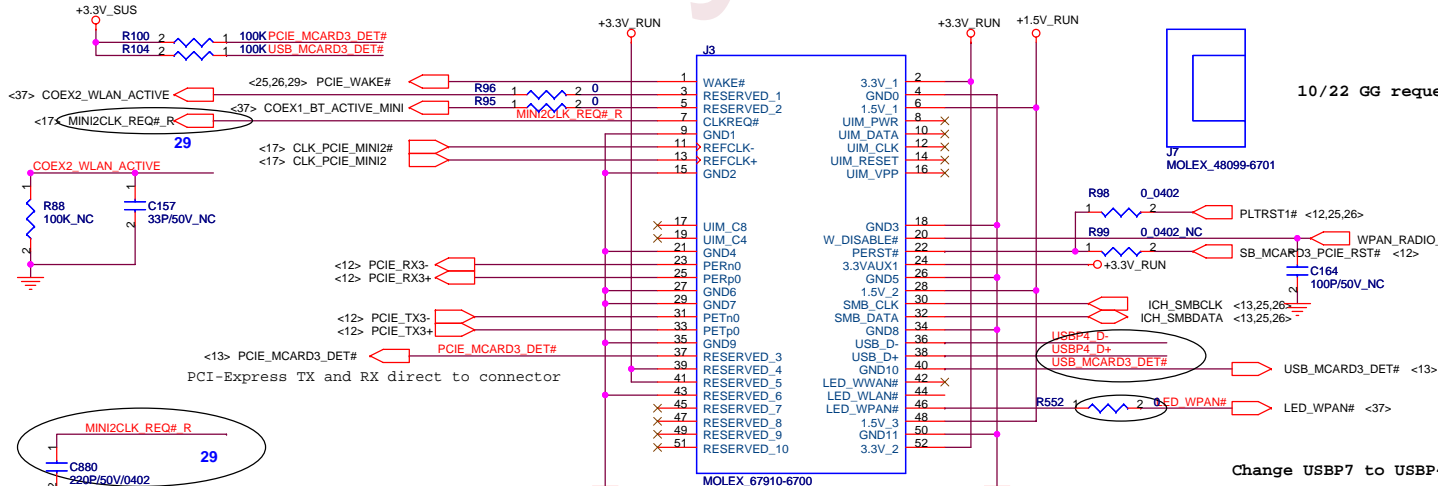 +3.3V_SUS
R100 2 1 100K PCIE_MCARD3_DET#
R104 2 1 100K USB_MCARD3_DET#
<25,26,29> PCIE_WAKE#
<37> COEX2_WLAN_ACTIVE
R96 1 2 0
<37> COEX1_BT_ACTIVE_MINI
R95 1 2 0
<17> MINI2CLK_REQ#_R
MINI2CLK_REQ#_R
29
<17> CLK_PCIE_MINI2#
<17> CLK_PCIE_MINI2
COEX2_WLAN_ACTIVE
1 2
R88
100K_NC
1 2
C157
33P/50V_NC
<12> PCIE_RX3-
<12> PCIE_RX3+
<12> PCIE_TX3-
<12> PCIE_TX3+
<13> PCIE_MCARD3_DET#
PCIE_MCARD3_DET#
PCI-Express TX and RX direct to connector
MINI2CLK_REQ#_R
29
1 2
C880
220P/50V/0402
+3.3V_RUN
J3
1 WAKE#
3 RESERVED_1
5 RESERVED_2
7 CLKREQ#
9 GND1
11 REFCLK-
13 REFCLK+
15 GND2
17 UIM_C8
19 UIM_C4
21 GND4
23 PERn0
25 PERp0
27 GND6
29 GND7
31 PETn0
33 PETp0
35 GND9
37 RESERVED_3
39 RESERVED_4
41 RESERVED_5
43 RESERVED_6
45 RESERVED_7
47 RESERVED_8
49 RESERVED_9
51 RESERVED_10
3.3V_1 2
GND0 4
1.5V_1 6
UIM_PWR 8
UIM_DATA 10
UIM_CLK 12
UIM_RESET 14
UIM_VPP 16
GND3 18
W_DISABLE# 20
PERST# 22
3.3VAUX1 24
GND5 26
1.5V_2 28
SMB_CLK 30
SMB_DATA 32
GND8 34
USB_D- 36
USB_D+ 38
GND10 40
LED_WWAN# 42
LED_WLAN# 44
LED_WPAN# 46
1.5V_3 48
GND11 50
3.3V_2 52
MOLEX_67910-6700
+3.3V_RUN
+1.5V_RUN
10/22 GG reque
J7
MOLEX_48099-6701
R98 0_0402
1 2
PLTRST1# <12,25,26>
R99 0_0402_NC
1 2
WPAN_RADIO_
SB_MCARD3_PCIE_RST# <12>
+3.3V_RUN
1 2
C164
100P/50V_NC
ICH_SMBCLK <13,25,26>
ICH_SMBDATA <13,25,26>
USBP4_D-
USBP4_D+
USB_MCARD3_DET#
USB_MCARD3_DET# <13>
R552 1 2 0
LED_WPAN#
LED_WPAN# <37>
Change USBP7 to USBP4